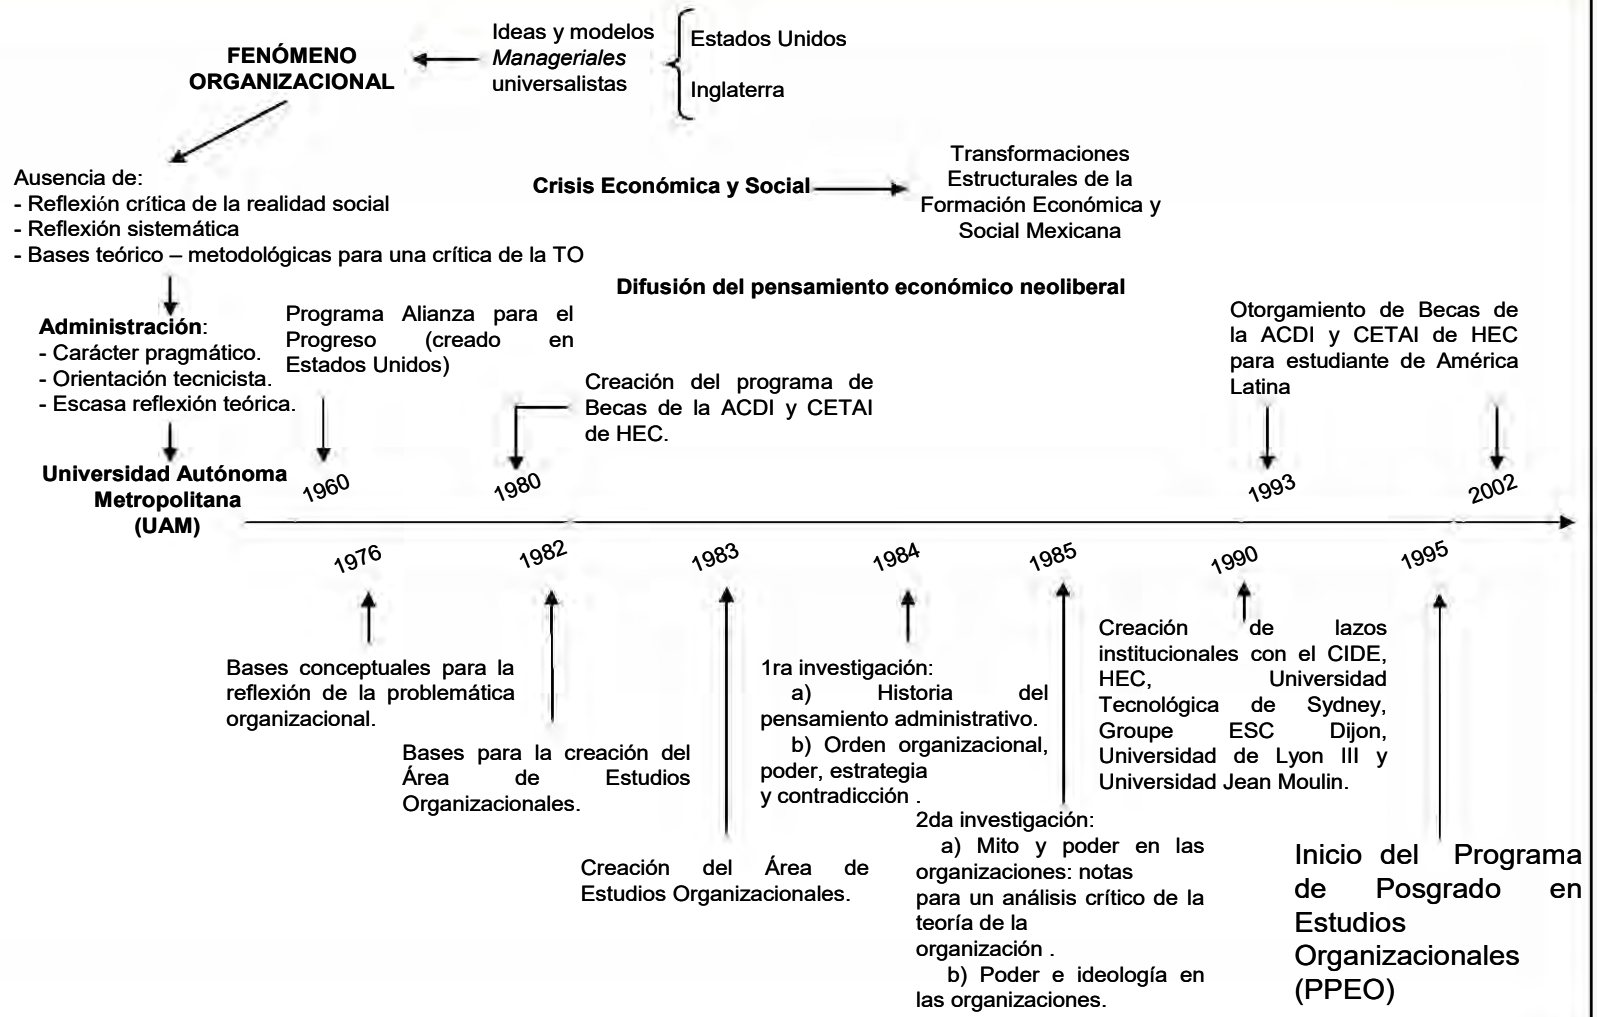 FENÓMENO
ORGANIZACIONAL
Ideas y modelos
Manageriales
universalistas
Estados Unidos
Inglaterra
Ausencia de:
- Reflexión crítica de la realidad social
- Reflexión sistemática
- Bases teórico – metodológicas para una crítica de la TO
Crisis Económica y Social
Transformaciones
Estructurales de la
Formación Económica y
Social Mexicana
Difusión del pensamiento económico neoliberal
Administración:
- Carácter pragmático.
- Orientación tecnicista.
- Escasa reflexión teórica.
Programa Alianza para el
Progreso (creado en
Estados Unidos)
Creación del programa de
Becas de la ACDI y CETAI
de HEC.
Otorgamiento de Becas de
la ACDI y CETAI de HEC
para estudiante de América
Latina
Universidad Autónoma
Metropolitana
(UAM)
1960
1980
1993
2002
1976
1982
1983
1984
1985
1990
1995
Bases conceptuales para la
reflexión de la problemática
organizacional.
Bases para la creación del
Área de Estudios
Organizacionales.
Creación del Área de
Estudios Organizacionales.
1ra investigación:
a) Historia del
pensamiento administrativo.
b) Orden organizacional,
poder, estrategia
y contradicción .
2da investigación:
a) Mito y poder en las
organizaciones: notas
para un análisis crítico de la
teoría de la
organización .
b) Poder e ideología en
las organizaciones.
Creación de lazos
institucionales con el CIDE,
HEC, Universidad
Tecnológica de Sydney,
Groupe ESC Dijon,
Universidad de Lyon III y
Universidad Jean Moulin.
Inicio del Programa
de Posgrado en
Estudios
Organizacionales
(PPEO)